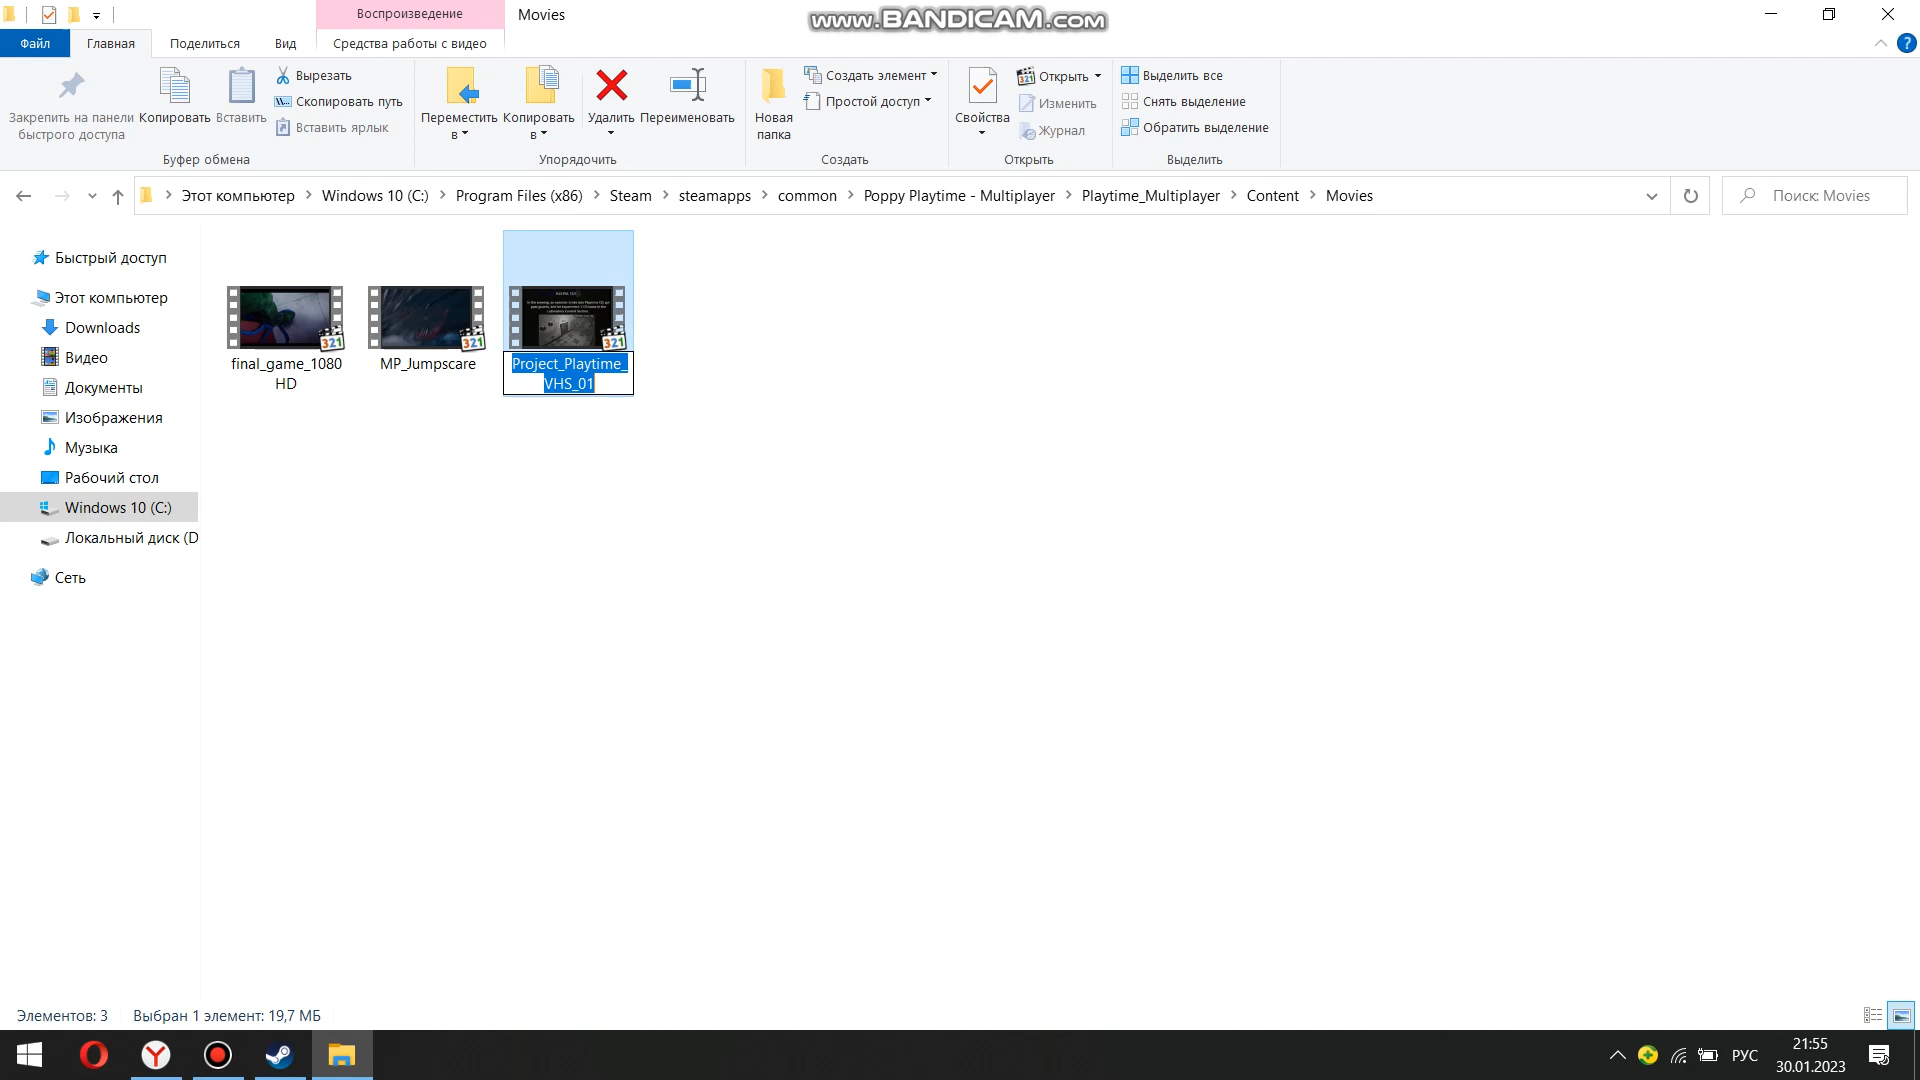 Воспроизведение
Movies
www.BANDICAM.com
Файл
Главная
Поделиться
Вид
Средства работы с видео
Закрепить на панели
быстрого доступа
Копировать
Вставить
Вырезать
Скопировать путь
Вставить ярлык
Буфер обмена
Переместить
в
Копировать
в
Удалить
Переименовать
Упорядочить
Новая
папка
Создать элемент
Простой доступ
Создать
Свойства
Открыть
Изменить
Журнал
Открыть
Выделить все
Снять выделение
Обратить выделение
Выделить
Этот компьютер
Windows 10 (C:)
Program Files (x86)
Steam
steamapps
common
Poppy Playtime - Multiplayer
Playtime_Multiplayer
Content
Movies
Поиск: Movies
Быстрый доступ
Этот компьютер
Downloads
Видео
Документы
Изображения
Музыка
Рабочий стол
Windows 10 (C:)
Локальный диск (D
Сеть
321
final_game_1080
HD
321
MP_Jumpscare
321
Project_Playtime_
VHS_01
Элементов: 3
Выбран 1 элемент: 19,7 МБ
РУС
21:55
30.01.2023